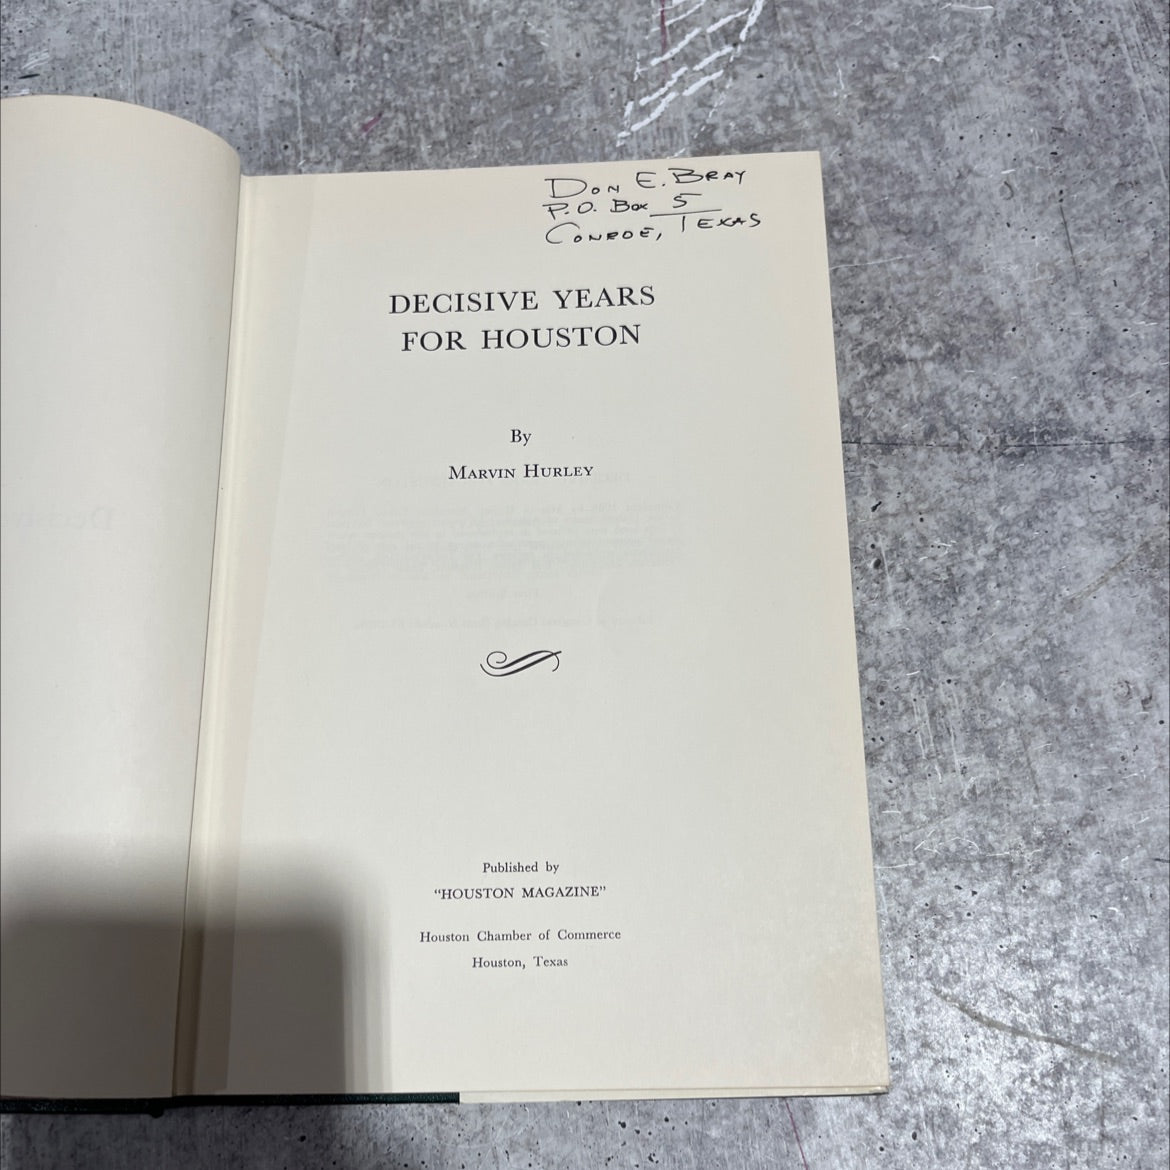 DON E. BRAY
P.O. Box 5
CONROE, TEXAS
DECISIVE YEARS
FOR HOUSTON
By
MARVIN HURLEY
Published by
"HOUSTON MAGAZINE"
Houston Chamber of Commerce
Houston, Texas